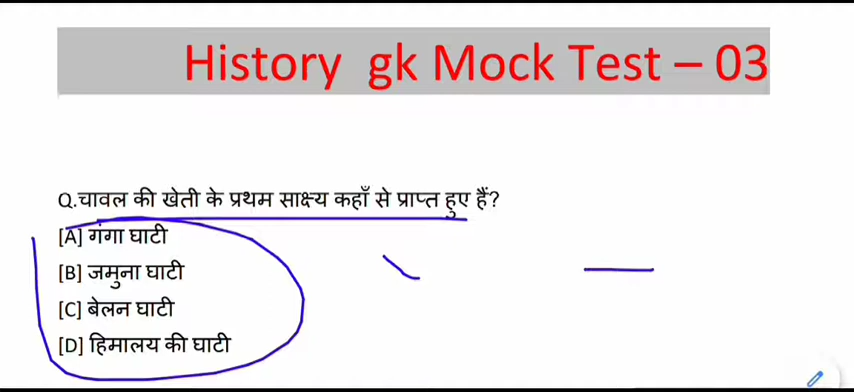 History gk Mock Test – 03
Q.चावल की खेती के प्रथम साक्ष्य कहाँ से प्राप्त हुए हैं?
[A] गंगा घाटी
[B] जमुना घाटी
[C] बेलन घाटी
[D] हिमालय की घाटी